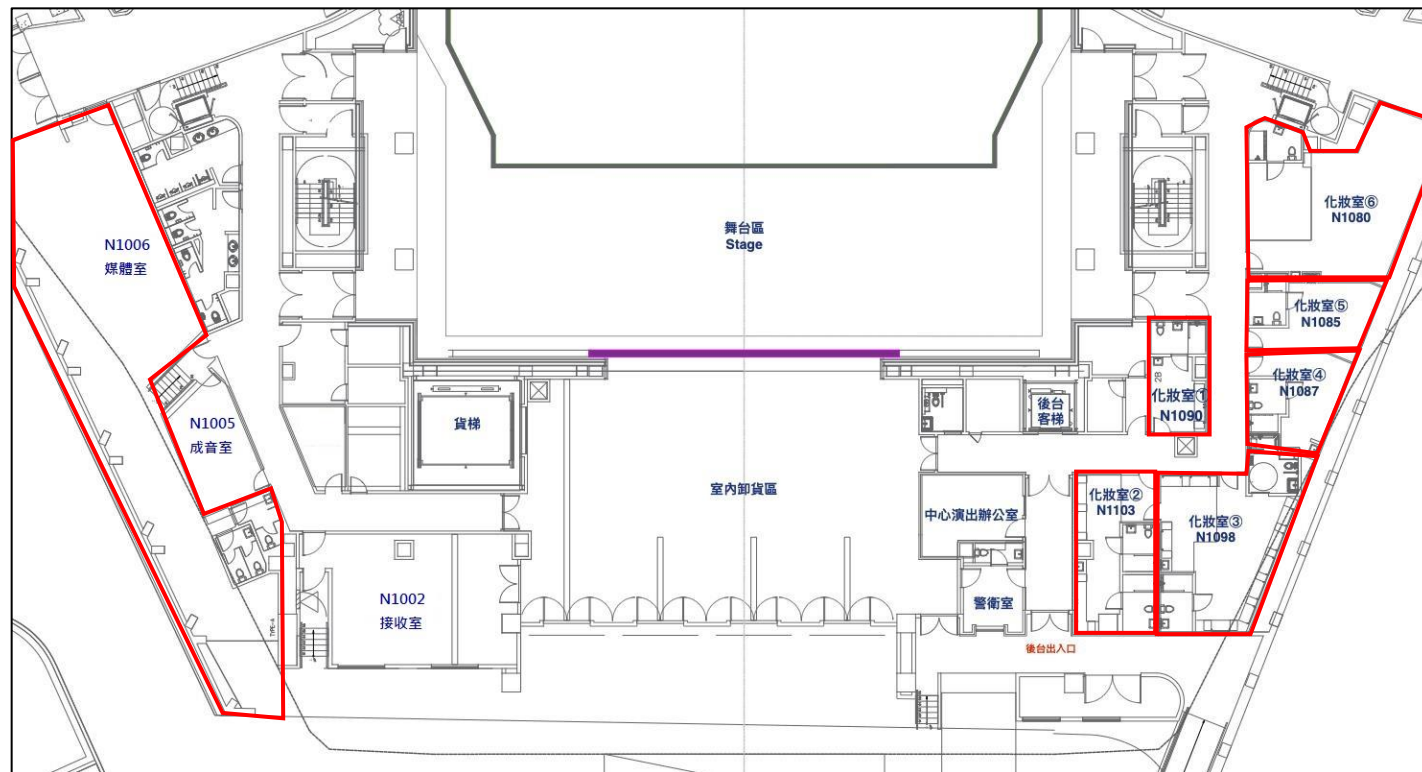 化妝室⑥
N1080
舞台區
Stage
N1006
媒體室
化妝室⑤
N1085
化妝室④
N1087
2B
化妝室①
N1090
後台
客梯
貨梯
N1005
成音室
室內卸貨區
化妝室②
N1103
中心演出辦公室
化妝室③
N1098
N1002
接收室
警衛室
TYPE-A
後台出入口